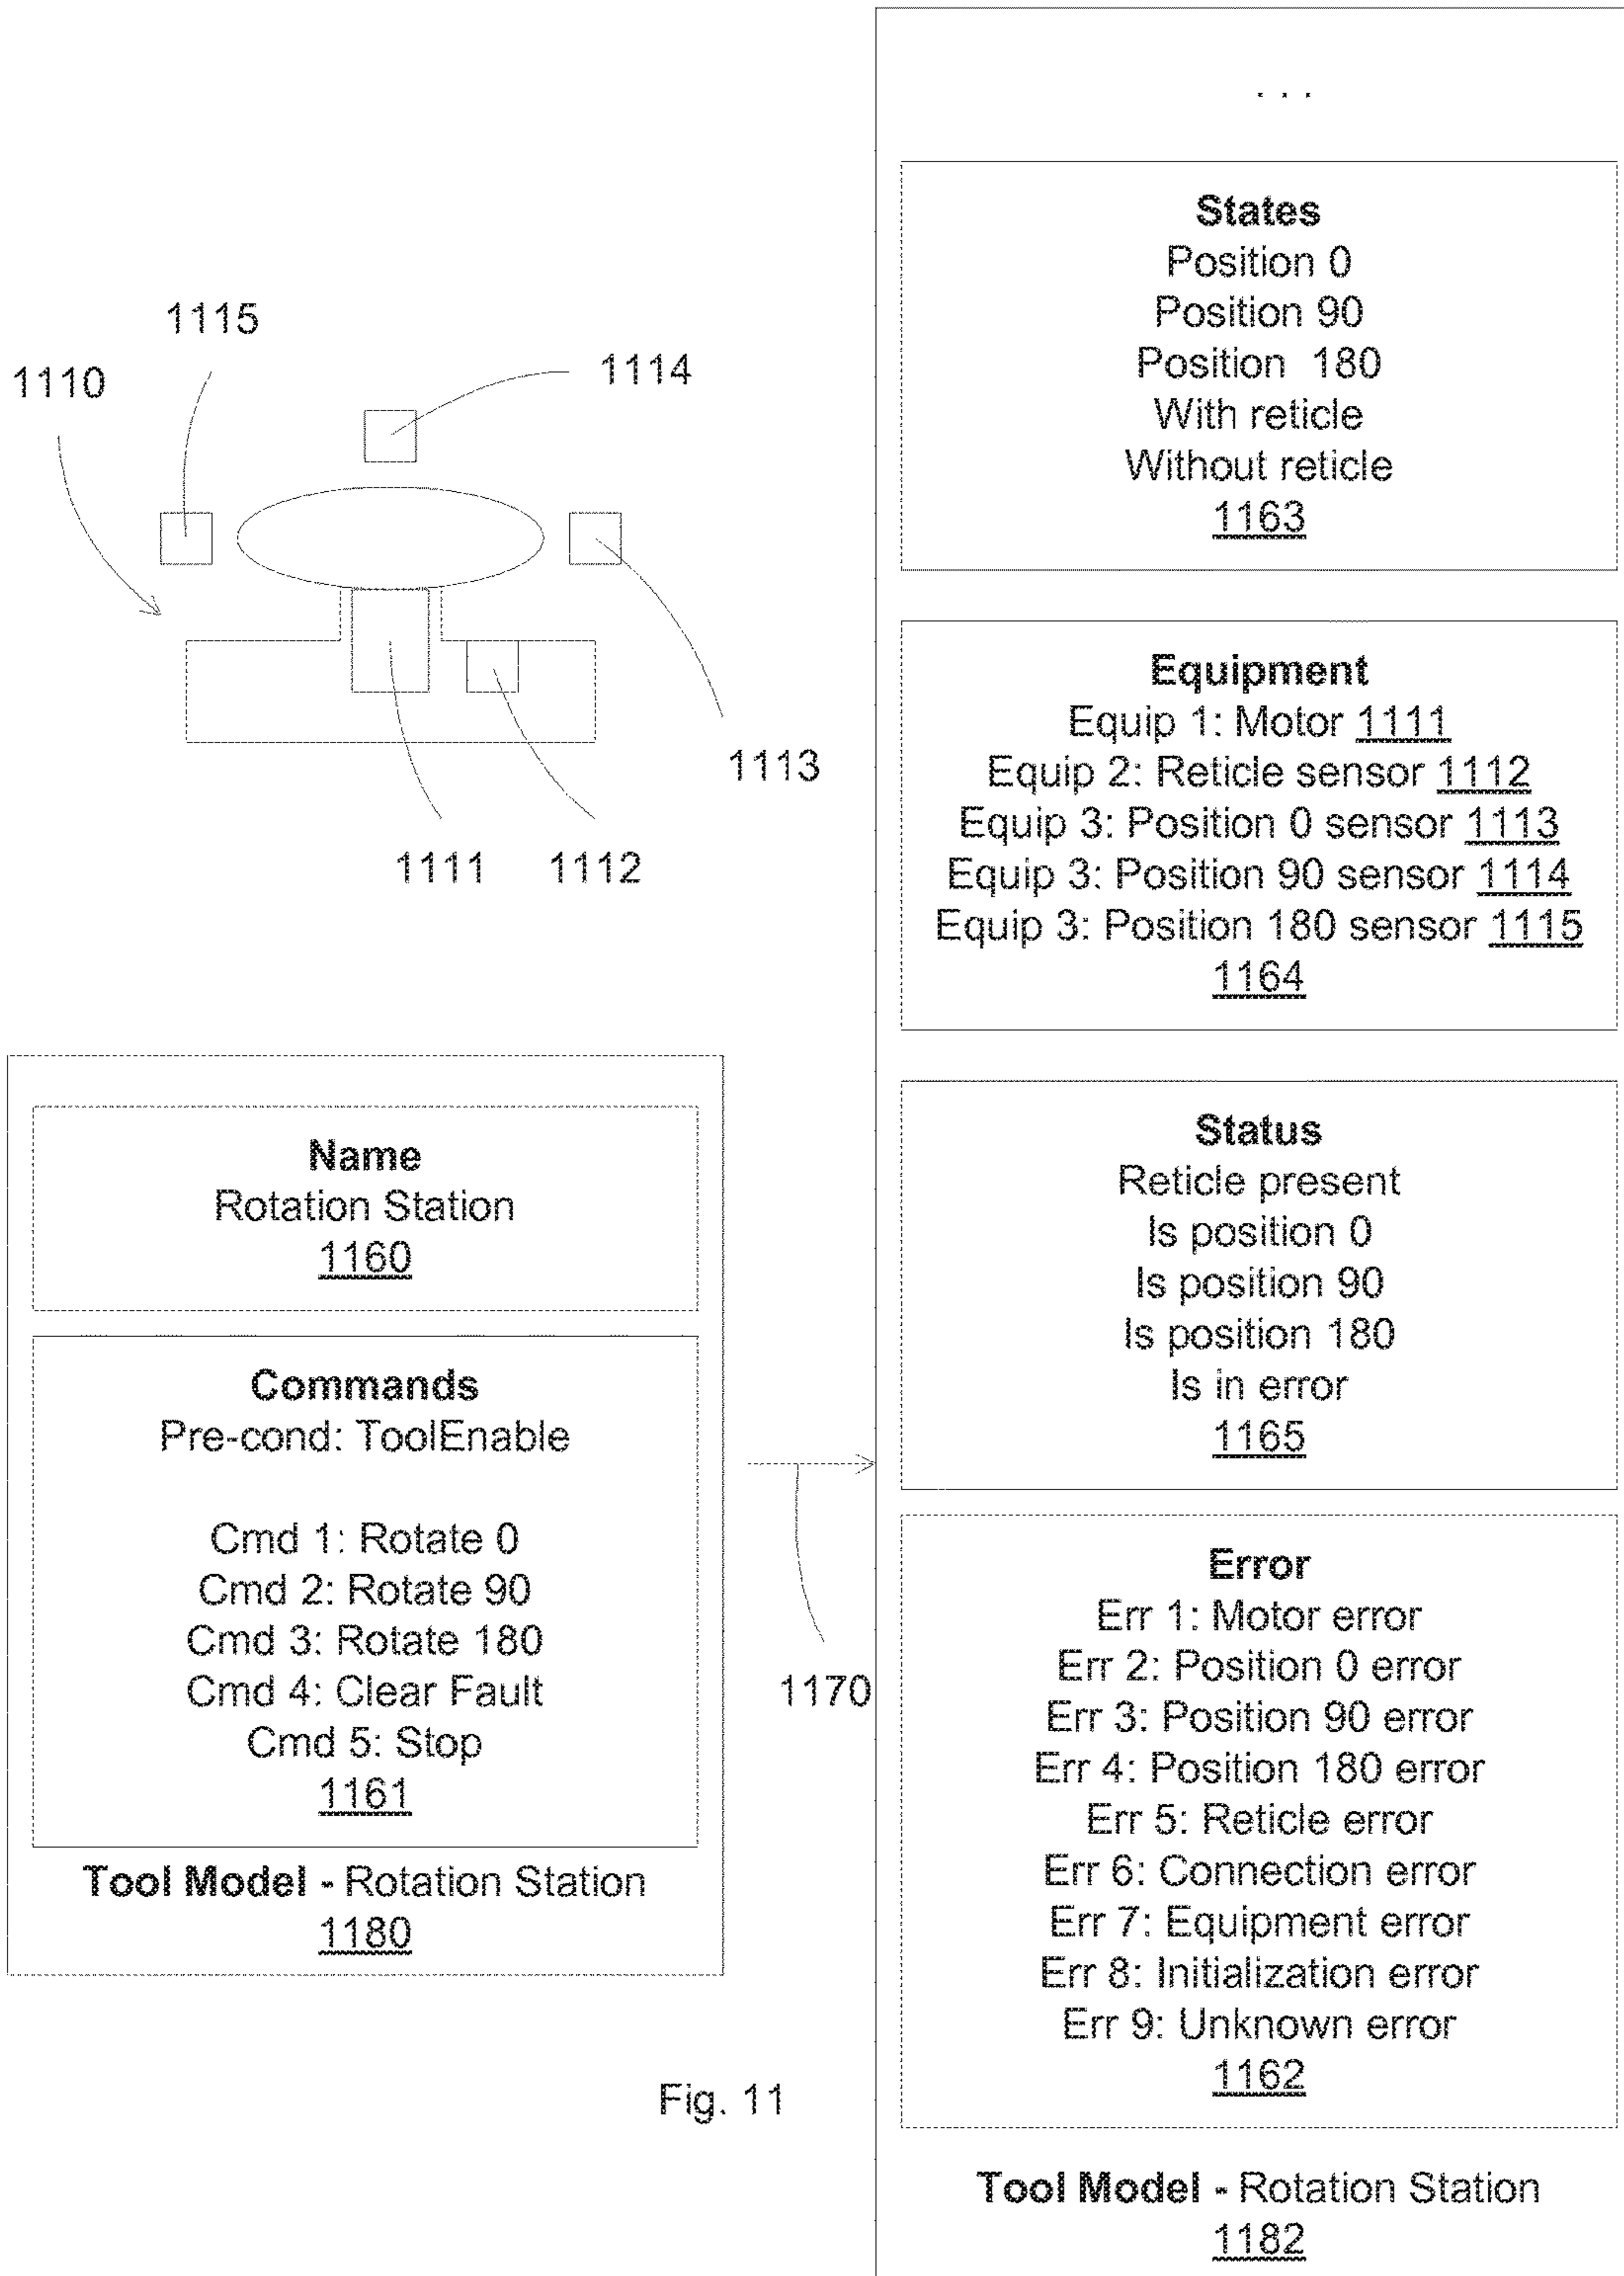 1115
1114
1110
1113
1111
1112
Name
Rotation Station
1160
Commands
Pre-cond: ToolEnable
Cmd 1: Rotate 0
Cmd 2: Rotate 90
Cmd 3: Rotate 180
Cmd 4: Clear Fault
Cmd 5: Stop
1161
Tool Model - Rotation Station
1180
1170
Fig. 11
. . .
States
Position 0
Position 90
Position 180
With reticle
Without reticle
1163
Equipment
Equip 1: Motor 1111
Equip 2: Reticle sensor 1112
Equip 3: Position 0 sensor 1113
Equip 3: Position 90 sensor 1114
Equip 3: Position 180 sensor 1115
1164
Status
Reticle present
Is position 0
Is position 90
Is position 180
Is in error
1165
Error
Err 1: Motor error
Err 2: Position 0 error
Err 3: Position 90 error
Err 4: Position 180 error
Err 5: Reticle error
Err 6: Connection error
Err 7: Equipment error
Err 8: Initialization error
Err 9: Unknown error
1162
Tool Model - Rotation Station
1182